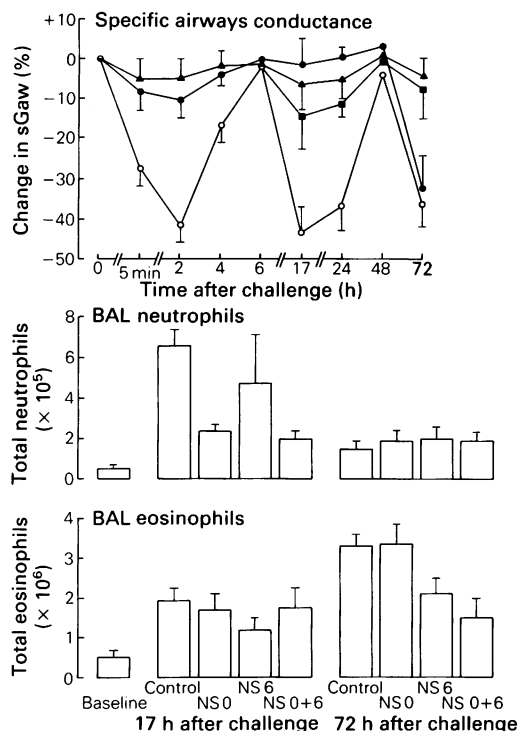 Specific airways conductance
Change in sGaw (%)
+10
0
−10
−20
−30
−40
−50
0 5 min 2 4 6 17 24 48 72
Time after challenge (h)
BAL neutrophils
Total neutrophils
(× 10⁵)
8
6
4
2
0
BAL eosinophils
Total eosinophils
(× 10⁶)
4
3
2
1
0
Baseline
Control NS 6
NS 0 NS 0+6
17 h after challenge
Control NS 6
NS 0 NS 0+6
72 h after challenge